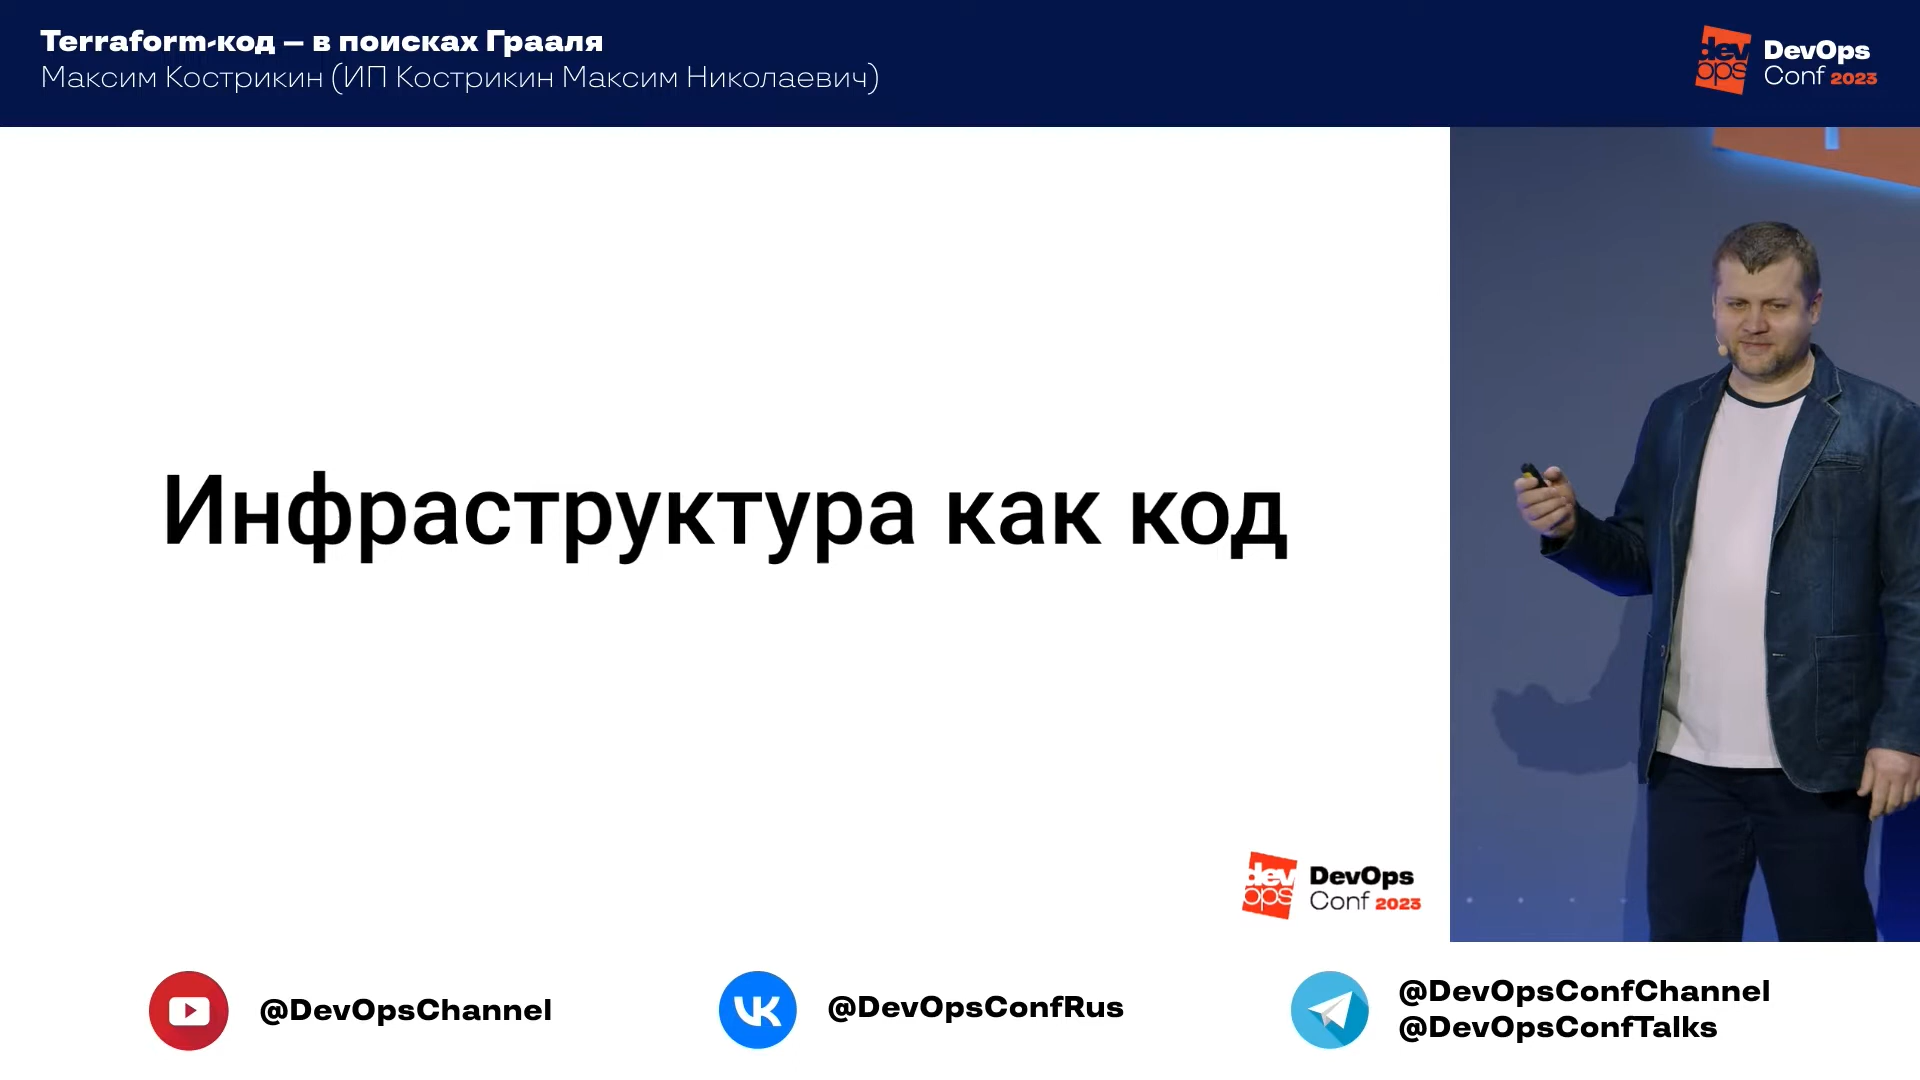 Terraform-код – в поисках Грааля
Максим Кострикин (ИП Кострикин Максим Николаевич)
dev
ops
DevOps
Conf 2023
Инфраструктура как код
dev
ops
DevOps
Conf 2023
@DevOpsChannel
@DevOpsConfRus
@DevOpsConfChannel
@DevOpsConfTalks